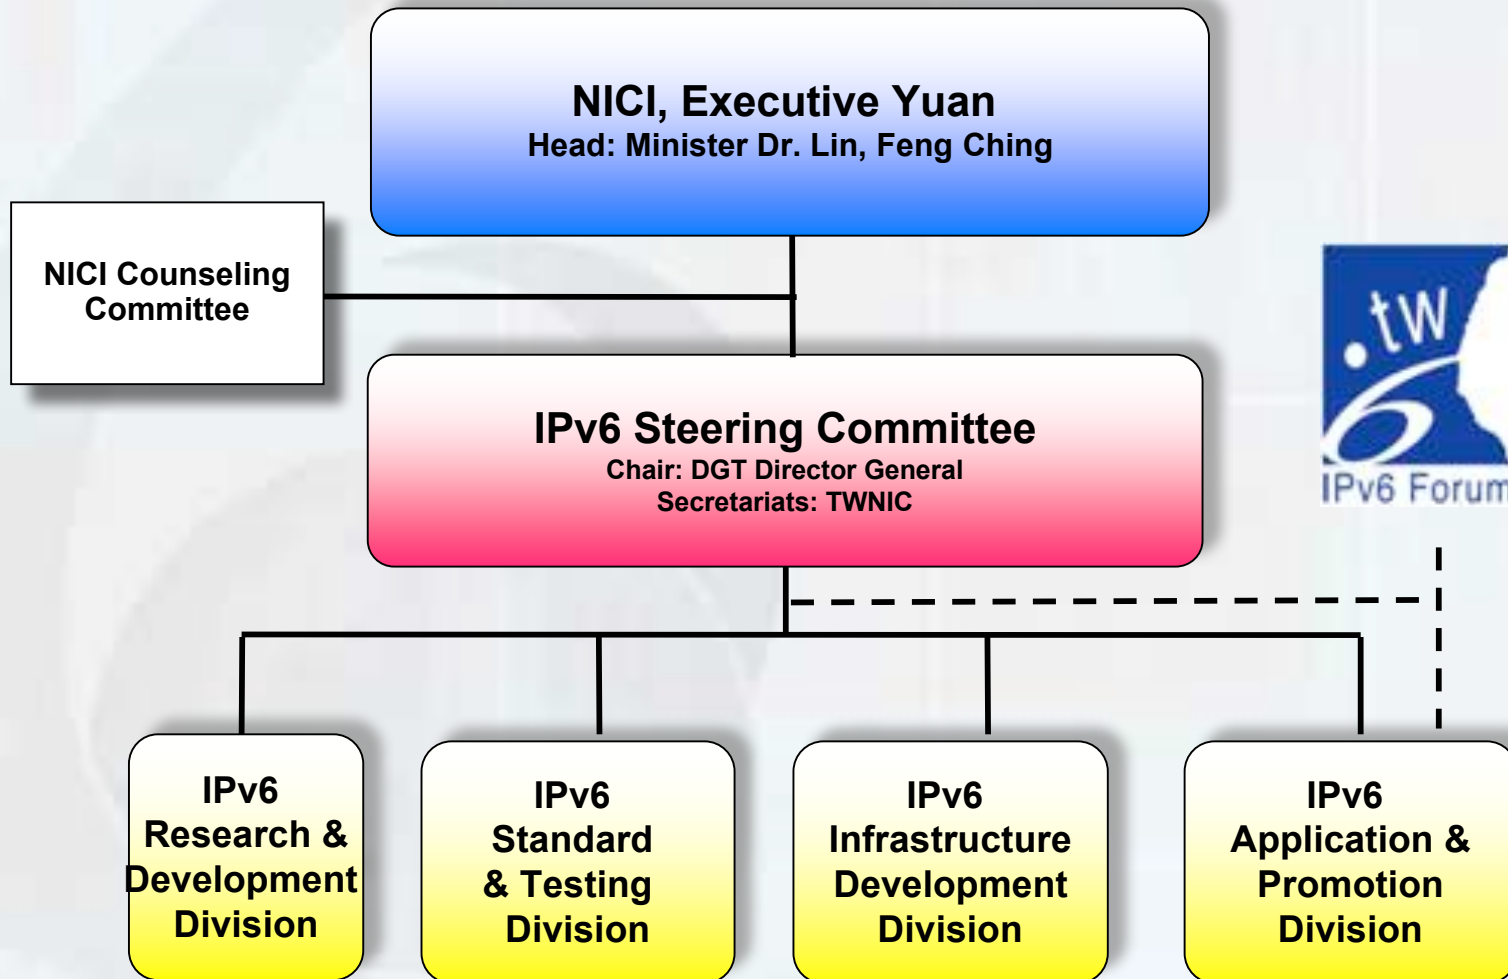 NICI, Executive Yuan
Head: Minister Dr. Lin, Feng Ching
NICI Counseling
Committee
.tw
6
IPv6 Forum
IPv6 Steering Committee
Chair: DGT Director General
Secretariats: TWNIC
IPv6
Research &
Development
Division
IPv6
Standard
& Testing
Division
IPv6
Infrastructure
Development
Division
IPv6
Application &
Promotion
Division